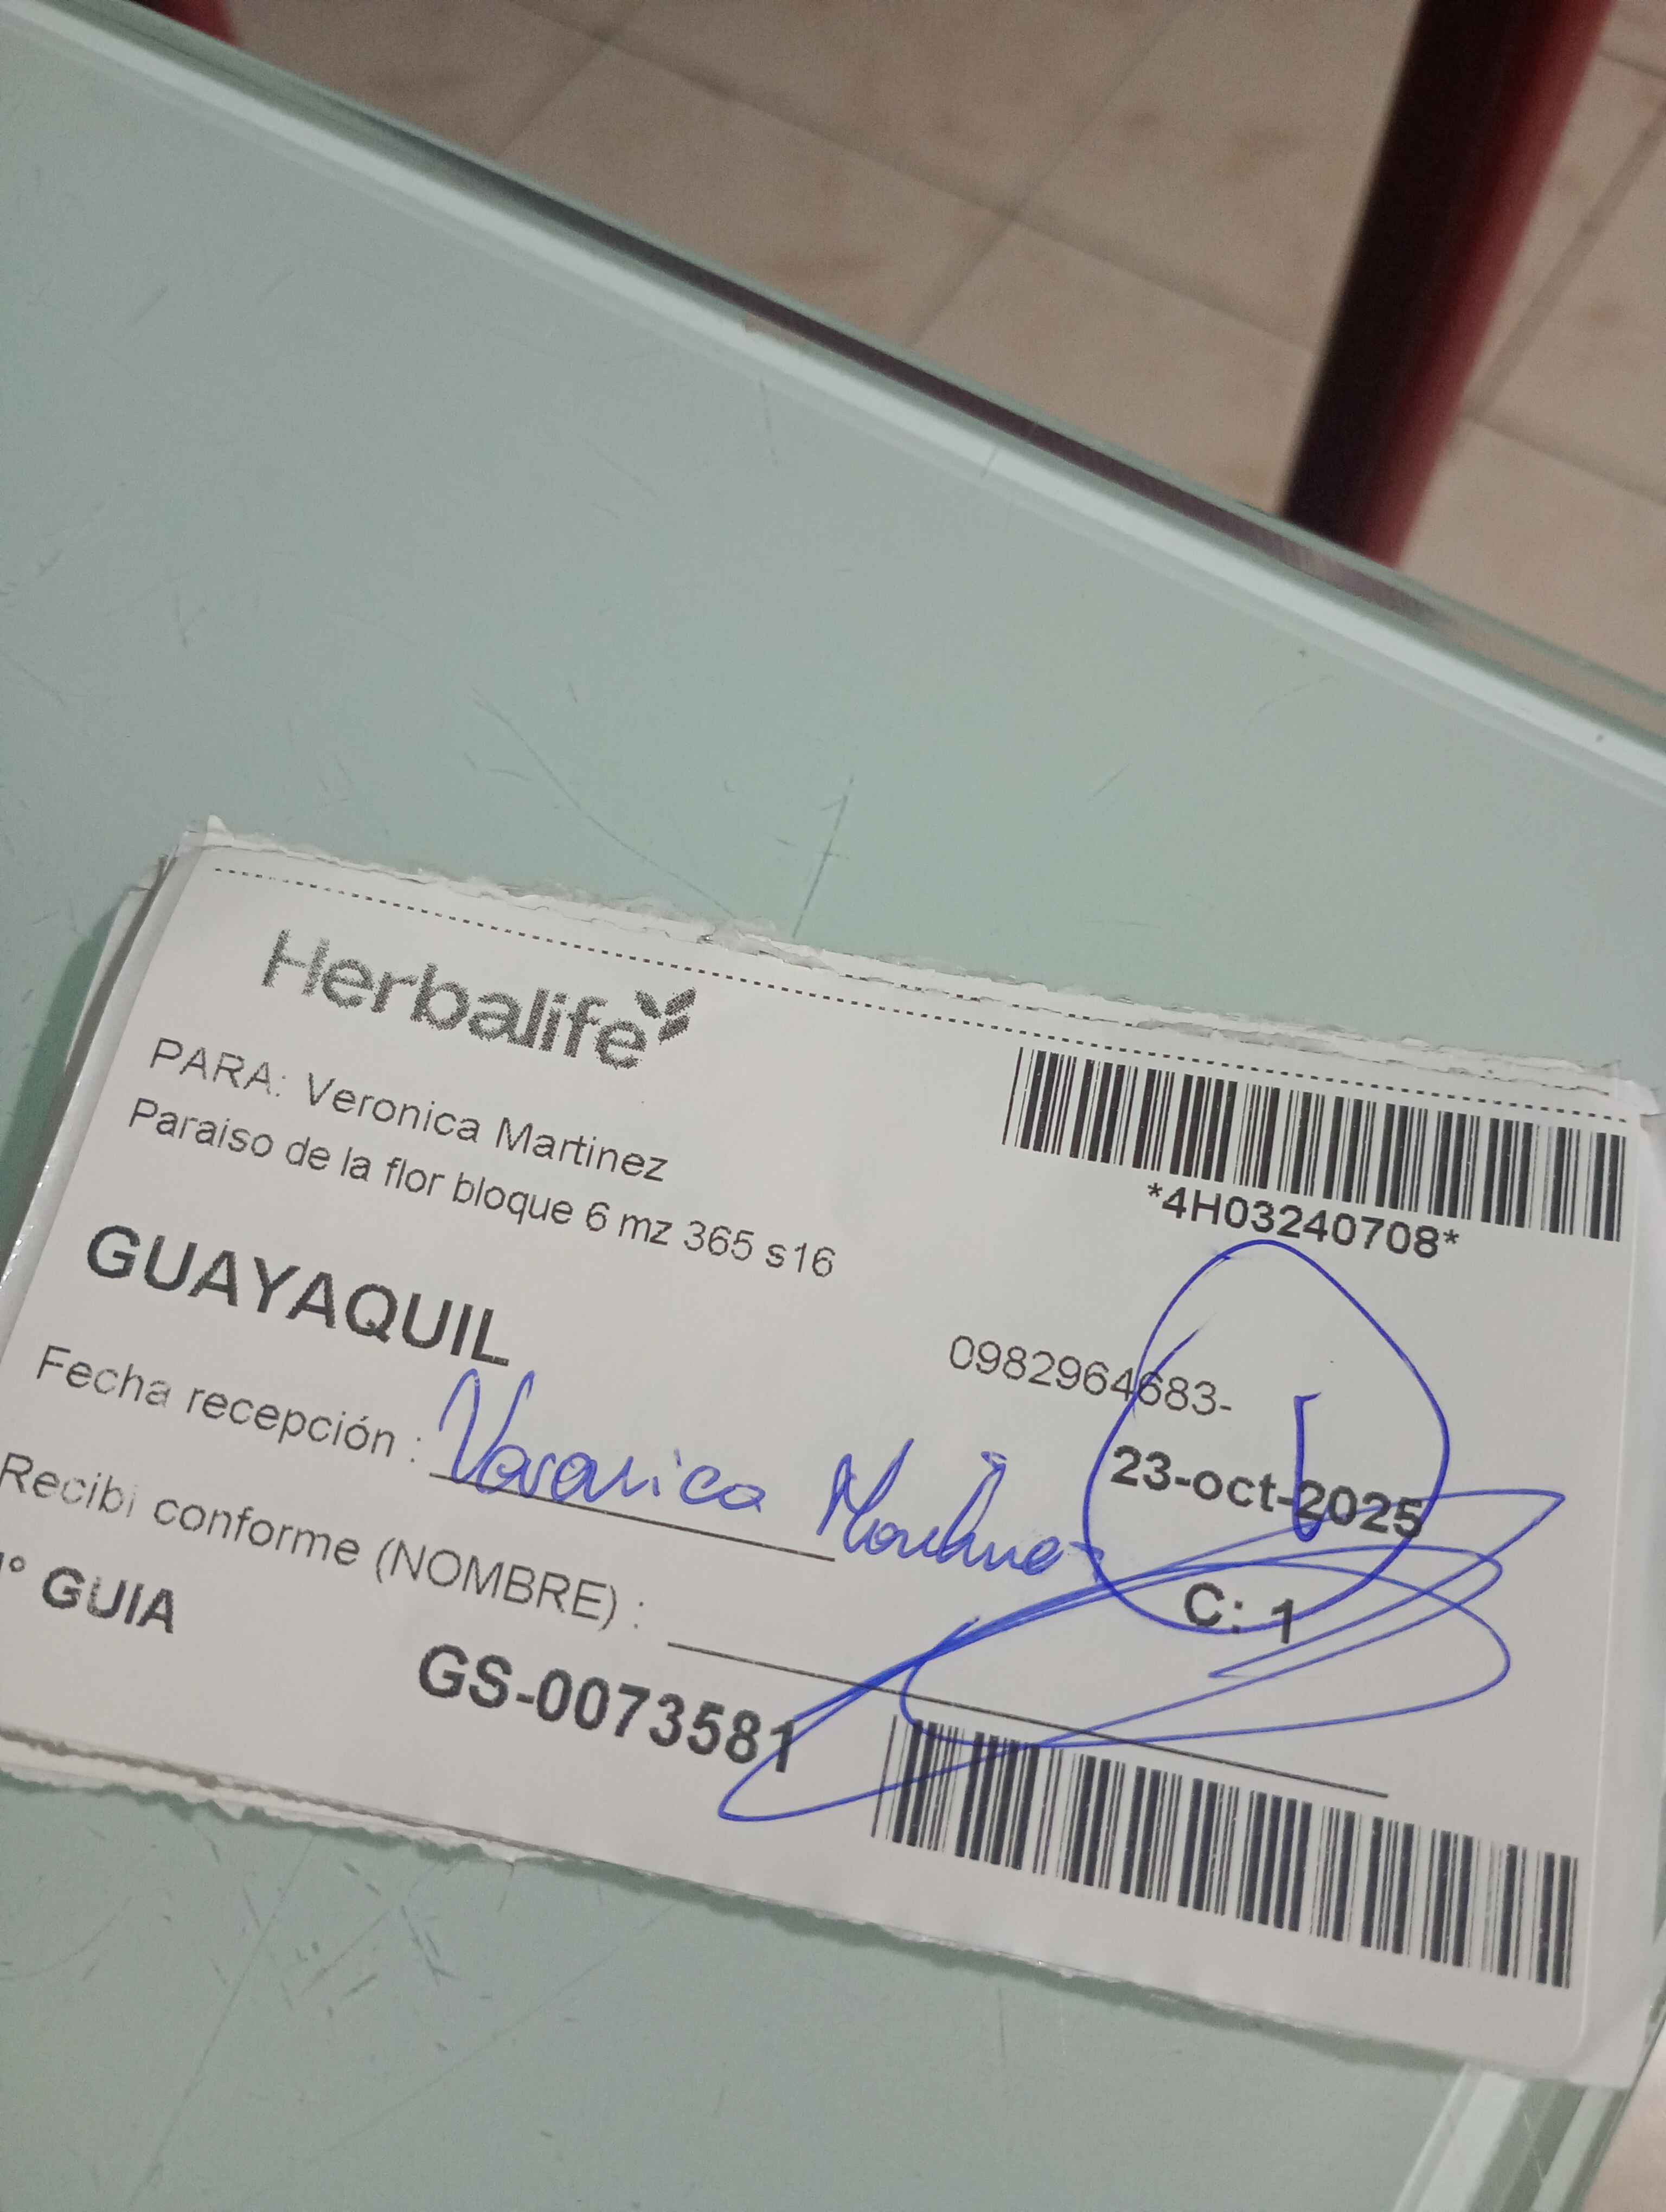 Herbalife
PARA: Veronica Martinez
Paraiso de la flor bloque 6 mz 365 s16
*4H03240708*
GUAYAQUIL
0982964683-
23-oct-2025
Fecha recepción : Veronica
C: 1
Recibi conforme (NOMBRE) :
° GUIA
GS-0073581